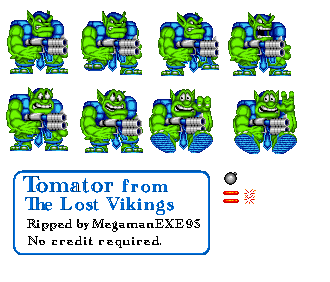 Tomator from
The Lost Vikings
Ripped by MegamanEXE95
No credit required.